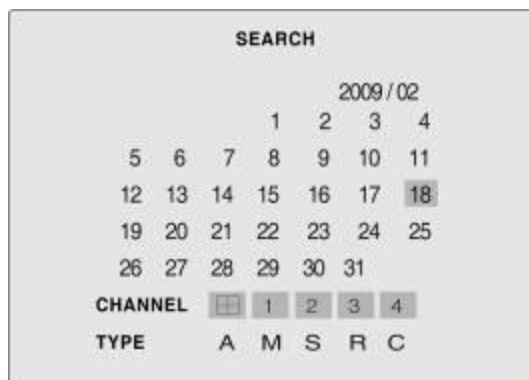 SEARCH
2009 / 02
1 2 3 4
5 6 7 8 9 10 11
12 13 14 15 16 17 18
19 20 21 22 23 24 25
26 27 28 29 30 31
CHANNEL 1 2 3 4
TYPE A M S R C